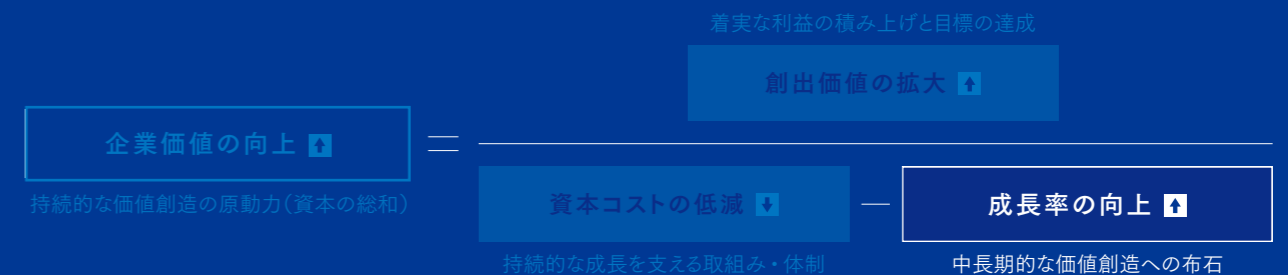 着実な利益の積み上げと目標の達成
創出価値の拡大
企業価値の向上
持続的な価値創造の原動力（資本の総和）
資本コストの低減
成長率の向上
持続的な成長を支える取組み・体制
中長期的な価値創造への布石